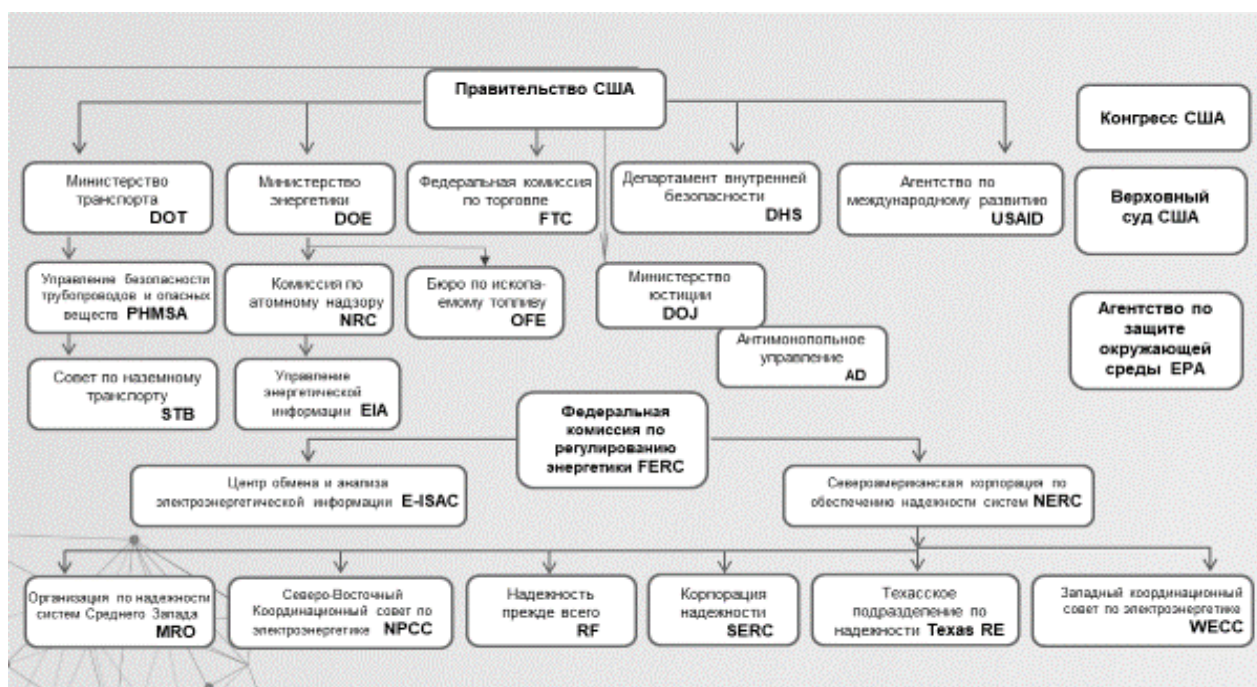 Правительство США
Конгресс США
Министерство
транспорта
DOT
Министерство
энергетики
DOE
Федеральная комиссия
по торговле
FTC
Департамент внутренней
безопасности
DHS
Агентство по
международному развитию
USAID
Верховный
суд США
Управление безопасности
трубопроводов и опасных
веществ PHMSA
Комиссия по
атомному надзору
NRC
Бюро по ископа-
емому топливу
OFE
Министерство
юстиции
DOJ
Антимонопольное
управление
AD
Агентство по
защите
окружающей
среды EPA
Совет по наземному
транспорту
STB
Управление
энергетической
информации EIA
Федеральная
комиссия по
регулированию
энергетики FERC
Центр обмена и анализа
электроэнергетической информации E-ISAC
Североамериканская корпорация по
обеспечению надежности систем NERC
Организация по надежности
систем Среднего Запада
MRO
Северо-Восточный
Координационный совет по
электроэнергетике NPCC
Надежность
прежде всего
RF
Корпорация
надежности
SERC
Техасское
подразделение по
надежности Texas RE
Западный координационный
совет по электроэнергетике
WECC